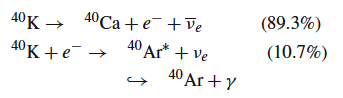 ⁴⁰K → ⁴⁰Ca + e⁻ + ν̅ₑ (89.3%)
⁴⁰K + e⁻ → ⁴⁰Ar* + νₑ (10.7%)
↪ ⁴⁰Ar + γ